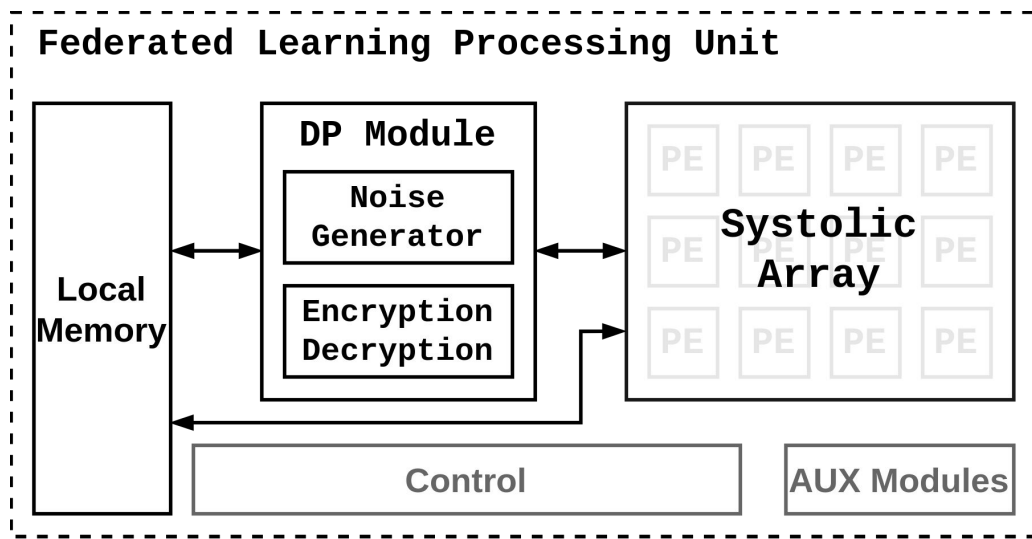 Federated Learning Processing Unit
DP Module
Noise
Generator
Encryption
Decryption
Local
Memory
PE PE PE PE
Systolic
PE PE PE PE
Array
PE PE PE PE
Control
AUX Modules